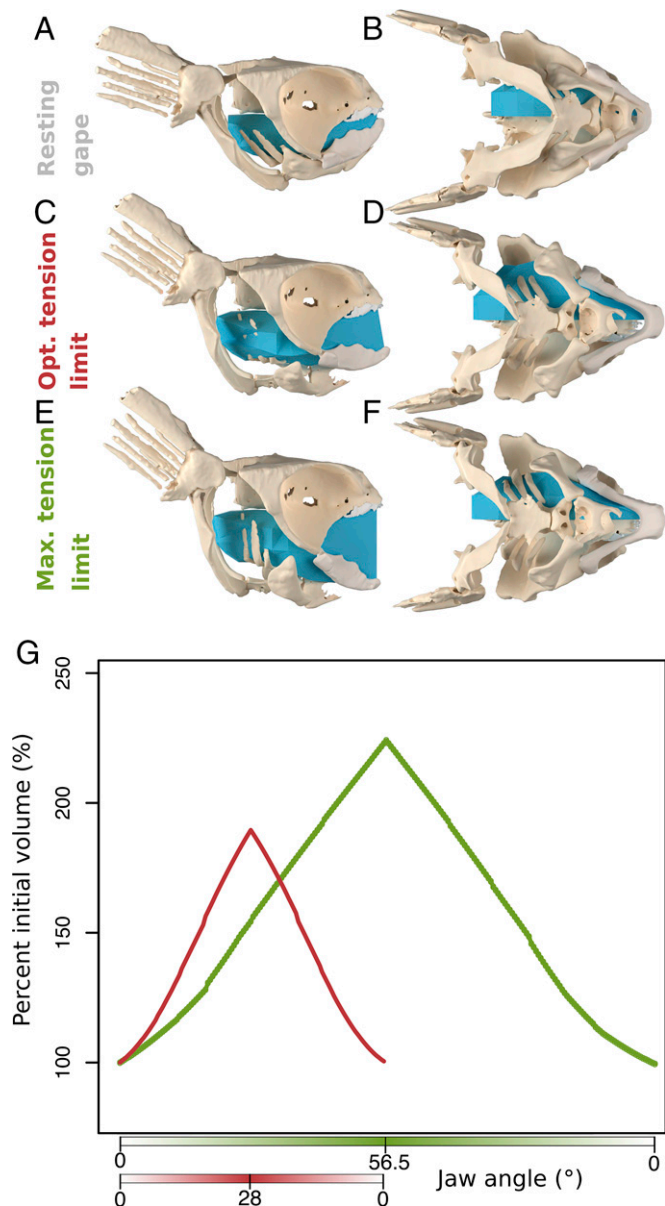 A
B
Resting
gape
C
D
Opt. tension
limit
E
F
Max. tension
limit
G
Percent initial volume (%)
250
200
150
100
0
56.5
0
Jaw angle (°)
0
28
0